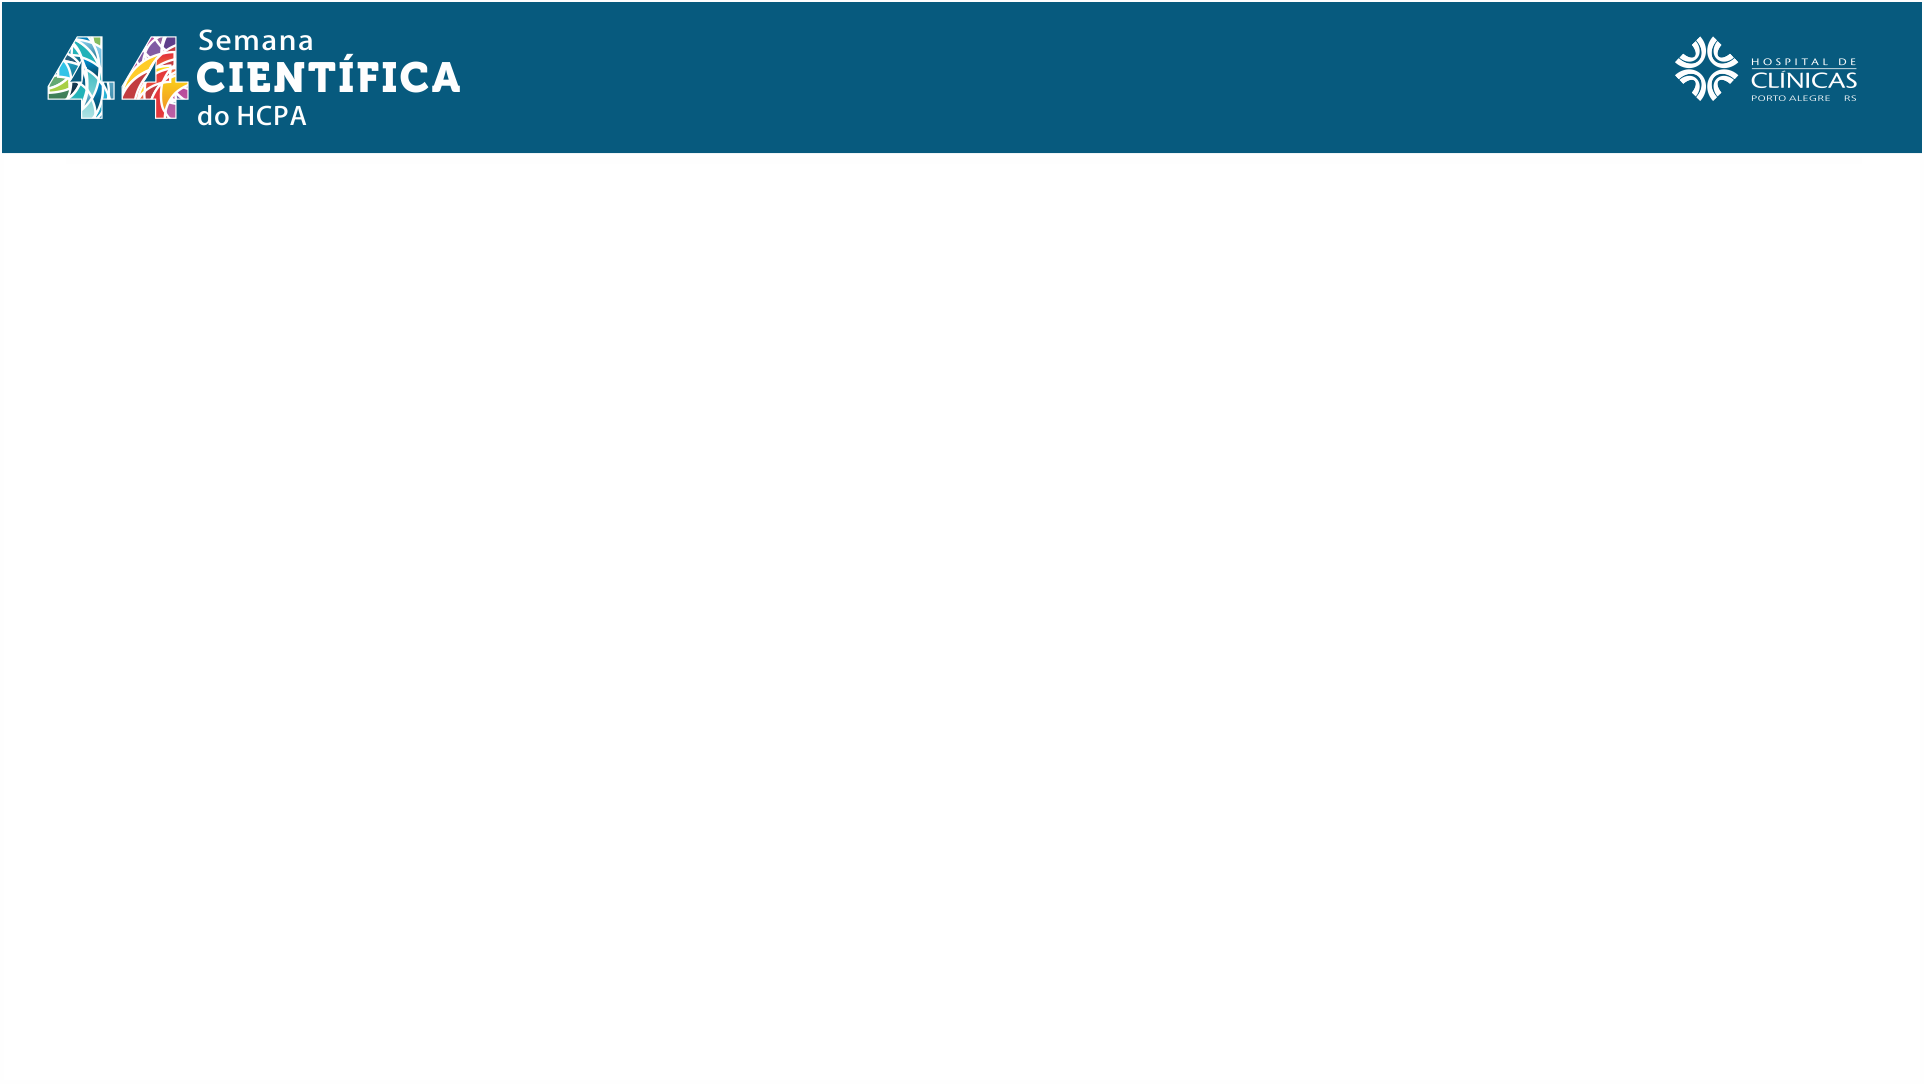 44
Semana
CIENTÍFICA
do HCPA
HOSPITAL DE
CLÍNICAS
PORTO ALEGRE RS